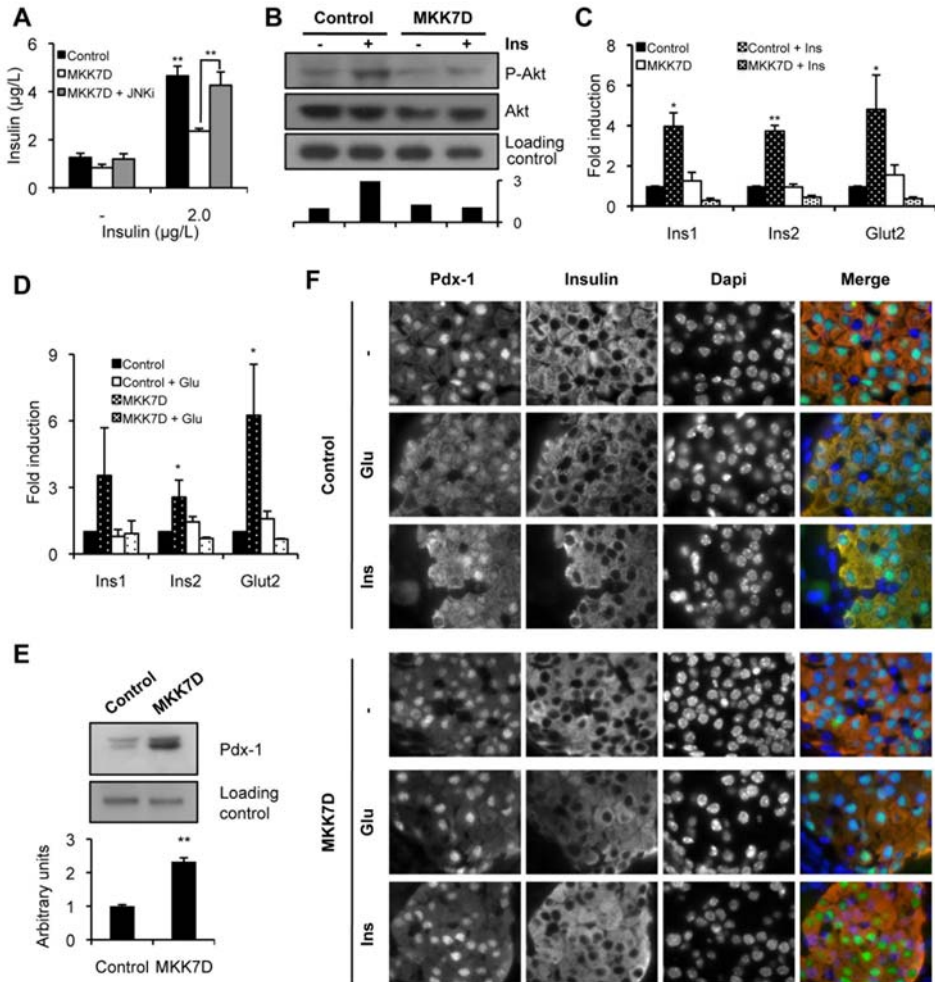 A
Insulin (µg/L)
6
4
2
0
Control
MKK7D
MKK7D + JNKi
**
**
- 2.0
Insulin (µg/L)
B
Control MKK7D
- + - + Ins
P-Akt
Akt
Loading
control
3
0
C
Fold induction
8
6
4
2
0
Control Control + Ins
MKK7D MKK7D + Ins
*
**
*
Ins1 Ins2 Glut2
D
Fold induction
9
6
3
0
Control
Control + Glu
MKK7D
MKK7D + Glu
*
*
Ins1 Ins2 Glut2
E
Control MKK7D
Pdx-1
Loading
control
Arbitrary units
3
2
1
0
**
Control MKK7D
F
Pdx-1 Insulin Dapi Merge
Control
-
Glu
Ins
MKK7D
-
Glu
Ins